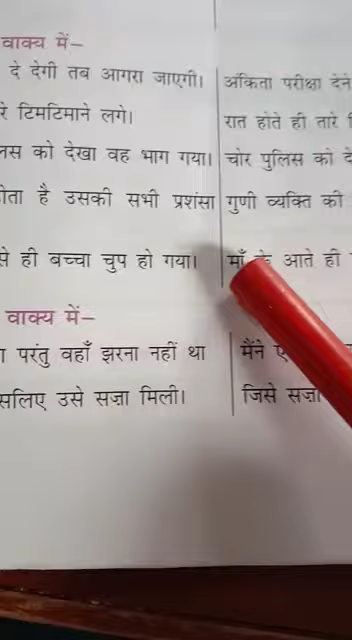 वाक्य में–
दे देगी तब आगरा जाएगी। अंकिता परीक्षा देने
टिमटिमाने लगे। रात होते ही तारे
को देखा वह भाग गया। चोर पुलिस को
है उसकी सभी प्रशंसा गुणी व्यक्ति की
से ही बच्चा चुप हो गया। माँ के आते ही
वाक्य में–
परंतु वहाँ झरना नहीं था मैंने
उसे सज़ा मिली। जिसे सज़ा